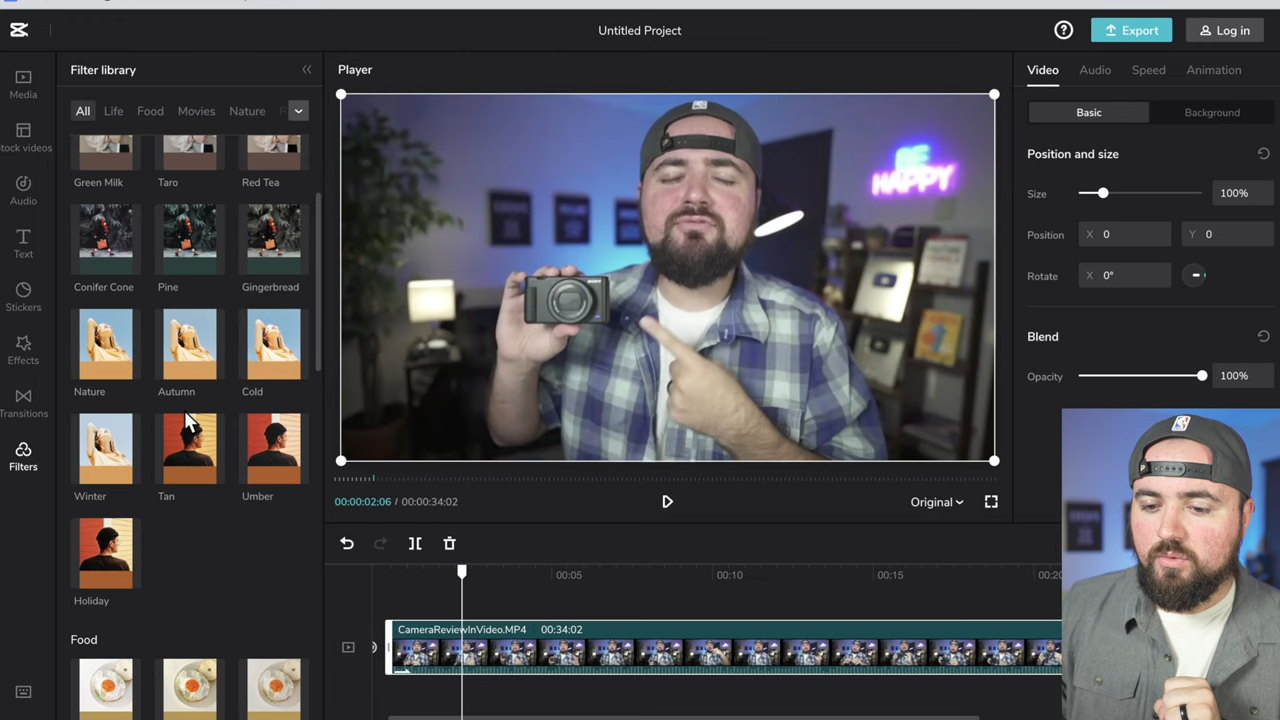 Untitled Project
Export
Log in
Media
tock videos
Audio
Text
Stickers
Effects
Transitions
Filters
Filter library
All Life Food Movies Nature
Green Milk Taro Red Tea
Conifer Cone Pine Gingerbread
Nature Autumn Cold
Winter Tan Umber
Holiday
Food
Player
BE
HAPPY
SONY
00:00:02:06 / 00:00:34:02
Original
00:05 00:10 00:15 00:20
CameraReviewInVideo.MP4 00:34:02
Video Audio Speed Animation
Basic Background
Position and size
Size 100%
Position X 0 Y 0
Rotate X 0°
Blend
Opacity 100%